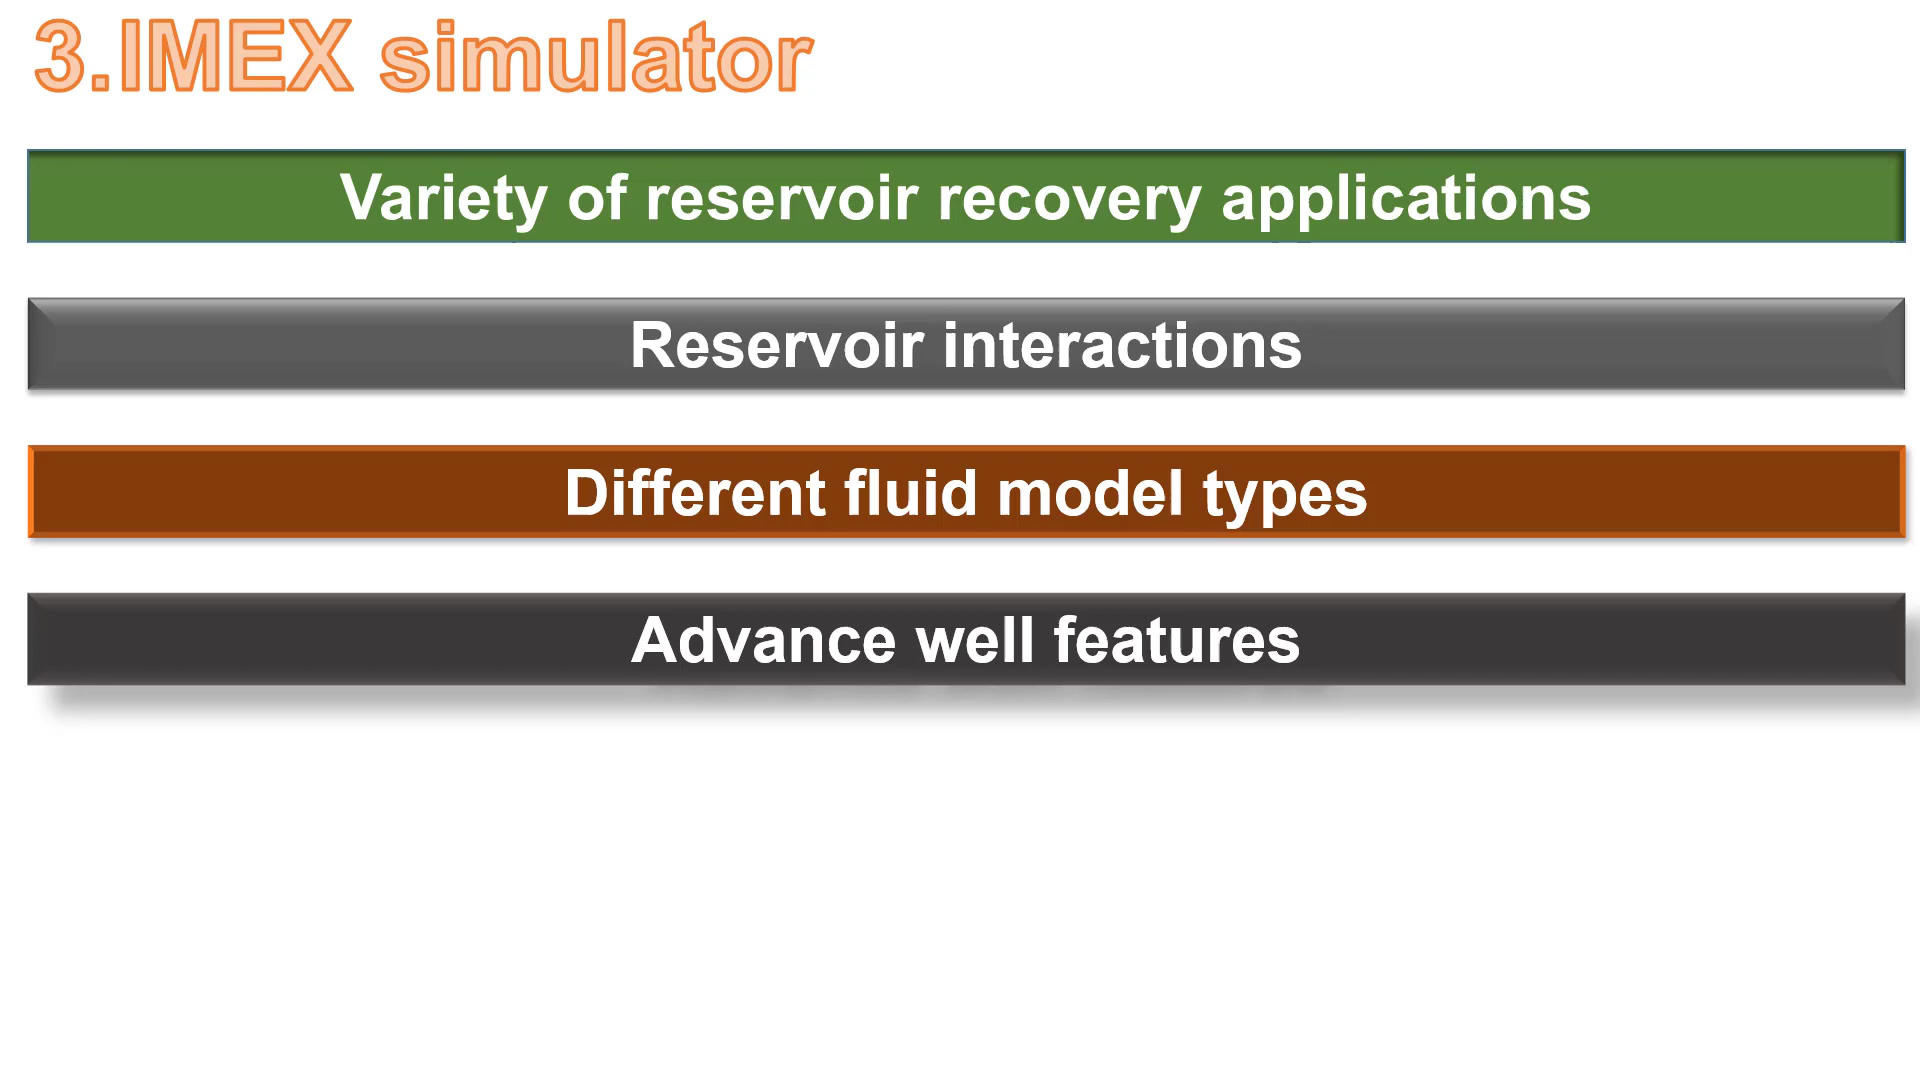 3.IMEX simulator
Variety of reservoir recovery applications
Reservoir interactions
Different fluid model types
Advance well features